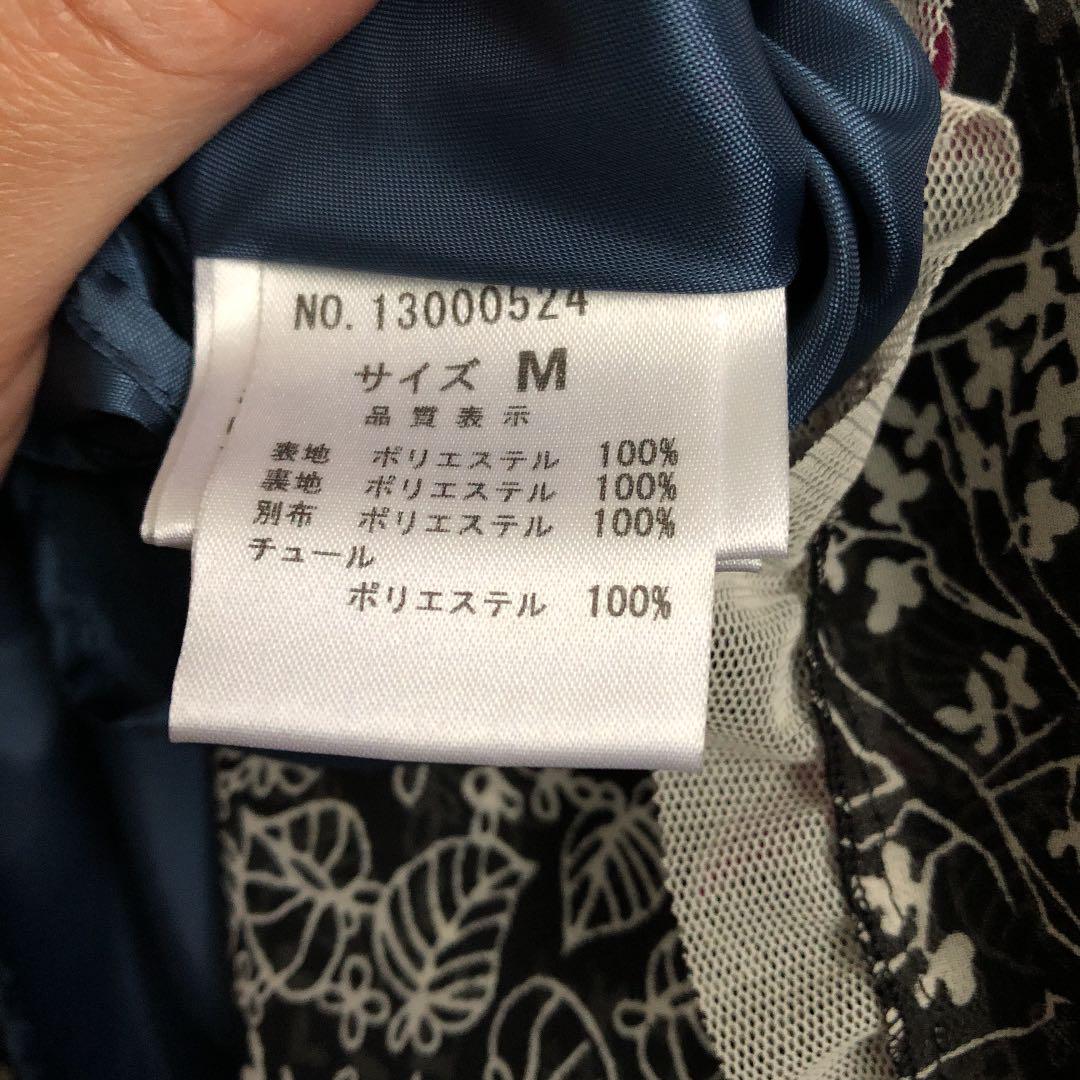 NO. 13000524
サイズ M
品質表示
表地 ポリエステル 100%
裏地 ポリエステル 100%
別布 ポリエステル 100%
チュール
ポリエステル 100%